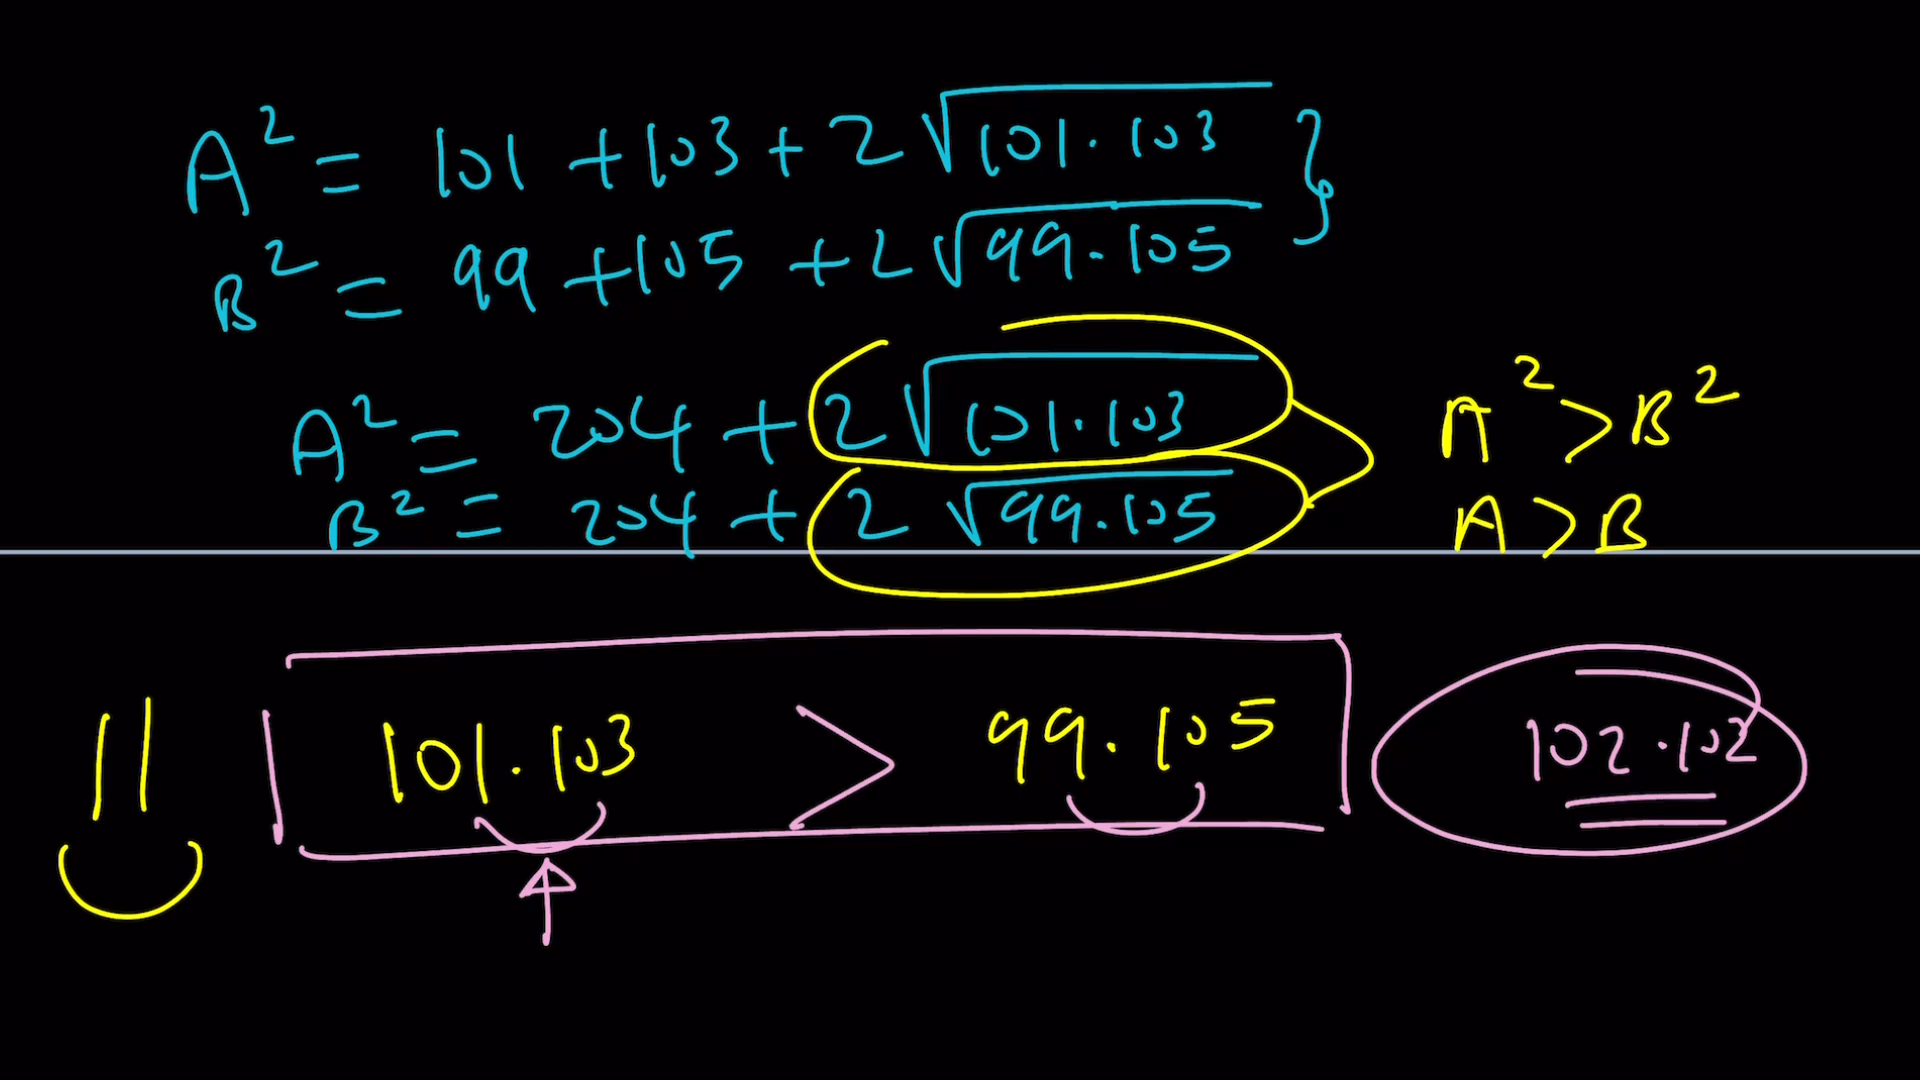 A² = 101 + 103 + 2√101·103 }
B² = 99 + 105 + 2√99·105
A² = 204 + 2√101·103
B² = 204 + 2√99·105
A² > B²
A > B
101·103 > 99·105
102·102